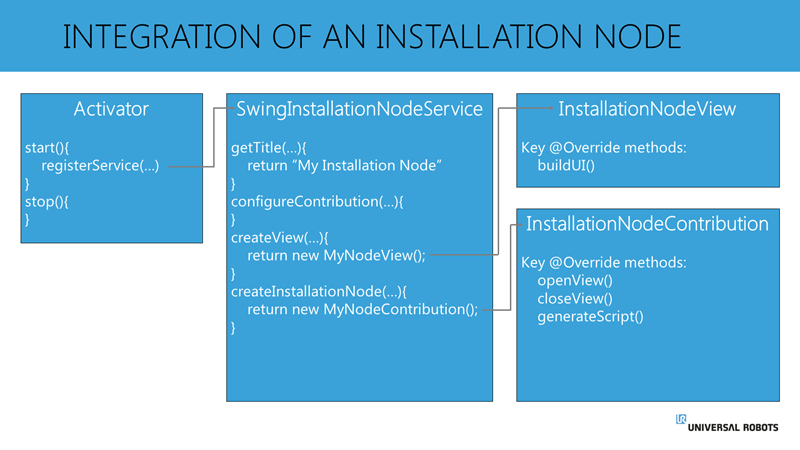 INTEGRATION OF AN INSTALLATION NODE
Activator
start(){
registerService(...)
}
stop(){
}
SwingInstallationNodeService
getTitle(...){
return “My Installation Node”
}
configureContribution(...){
}
createView(...){
return new MyNodeView();
}
createInstallationNode(...){
return new MyNodeContribution();
}
InstallationNodeView
Key @Override methods:
buildUI()
InstallationNodeContribution
Key @Override methods:
openView()
closeView()
generateScript()
UR
UNIVERSAL ROBOTS